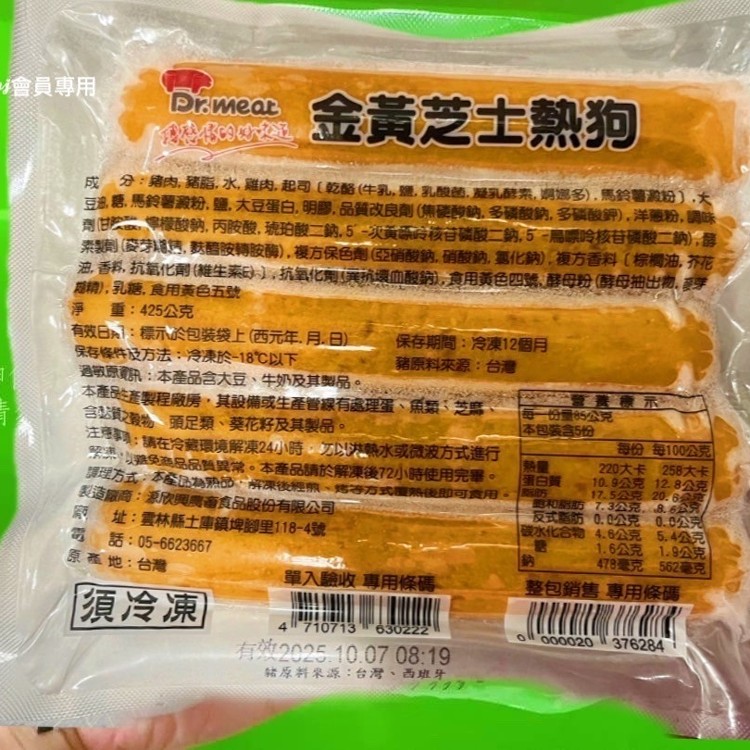 會員專用
Dr.meat
金黃芝士熱狗
成 分：豬肉, 豬脂, 水, 雞肉, 起司〔乾酪(牛乳, 鹽, 乳酸菌, 凝乳酵素, 婀娜多), 馬鈴薯澱粉〕, 大
豆油, 糖, 馬鈴薯澱粉, 鹽, 大豆蛋白, 明膠, 品質改良劑(焦磷酸鈉, 多磷酸鈉, 多磷酸鉀), 洋蔥粉, 調味
劑(甘胺酸, 檸檬酸鈉, 丙胺酸, 琥珀酸二鈉, 5'-次黃嘌呤核苷磷酸二鈉, 5'-鳥嘌呤核苷磷酸二鈉), 酵
素製劑(麥芽糊精, 麩醯胺轉胺酶), 複方保色劑(亞硝酸鈉, 硝酸鈉, 氯化鈉), 複方香料〔棕櫚油, 芥花
油, 香料, 抗氧化劑(維生素E)〕, 抗氧化劑(異抗壞血酸鈉), 食用黃色四號, 酵母粉(酵母抽出物, 麥芽
糊精), 乳糖, 食用黃色五號
淨 重：425公克
有效日期：標示於包裝袋上(西元年. 月. 日)
保存期間：冷凍12個月
保存條件及方法：冷凍於-18℃以下
豬原料來源：台灣
過敏原資訊：本產品含大豆、牛奶及其製品。
本產品生產製程廠房，其設備或生產管線有處理蛋、魚類、芝麻、
含麩質之穀物、頭足類、葵花籽及其製品。
注意事項：請在冷藏環境解凍24小時，勿以熱水或微波方式進行
解凍，以避免商品品質異常。本產品請於解凍後72小時使用完畢。
調理方式：本產品為熟品，解凍後經煎、烤等方式覆熱後即可食用。
營養標示
每一份量85公克
本包裝含5份
每份 每100公克
熱量 220大卡 258大卡
蛋白質 10.9公克 12.8公克
脂肪 17.5公克 20.6公克
飽和脂肪 7.3公克 8.6公克
反式脂肪 0.0公克 0.0公克
碳水化合物 4.6公克 5.4公克
糖 1.6公克 1.9公克
鈉 478毫克 562毫克
製造廠商：漢欣興農畜食品股份有限公司
廠 址：雲林縣土庫鎮埤腳里118-4號
電 話：05-6623667
原 產 地：台灣
須冷凍
單入驗收 專用條碼
4 710713 630222
整包銷售 專用條碼
0 000020 376284
有效2025.10.07 08:19
豬原料來源：台灣、西班牙